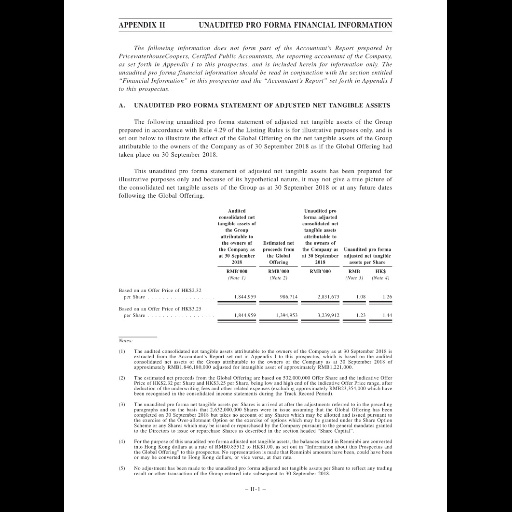 APPENDIX II UNAUDITED PRO FORMA FINANCIAL INFORMATION
The following information does not form part of the Accountant's Report prepared by
PricewaterhouseCoopers, Certified Public Accountants, the reporting accountant of the Company,
as set forth in Appendix I to this prospectus, and is included herein for information only. The
unaudited pro forma financial information should be read in conjunction with the section entitled
"Financial Information" in this prospectus and the "Accountant's Report" set forth in Appendix I
to this prospectus.
A. UNAUDITED PRO FORMA STATEMENT OF ADJUSTED NET TANGIBLE ASSETS
The following unaudited pro forma statement of adjusted net tangible assets of the Group
prepared in accordance with Rule 4.29 of the Listing Rules is for illustrative purposes only, and is
set out below to illustrate the effect of the Global Offering on the net tangible assets of the Group
attributable to the owners of the Company as of 30 September 2018 as if the Global Offering had
taken place on 30 September 2018.
This unaudited pro forma statement of adjusted net tangible assets has been prepared for
illustrative purposes only and because of its hypothetical nature, it may not give a true picture of
the consolidated net tangible assets of the Group as at 30 September 2018 or at any future dates
following the Global Offering.
Audited consolidated net tangible assets of the Group attributable to the owners of the Company as at 30 September 2018
Estimated net proceeds from the Global Offering
Unaudited pro forma adjusted consolidated net tangible assets attributable to the owners of the Company as at 30 September 2018
Unaudited pro forma adjusted net tangible assets per Share
RMB'000 RMB'000 RMB'000 RMB HK$
(Note 1) (Note 2) (Note 3) (Note 4)
Based on an Offer Price of HK$2.32
per Share 1,844,959 986,714 2,831,673 1.08 1.26
Based on an Offer Price of HK$3.25
per Share 1,844,959 1,394,953 3,239,912 1.23 1.44
Notes:
(1) The audited consolidated net tangible assets attributable to the owners of the Company as at 30 September 2018 is
extracted from the Accountant's Report set out in Appendix I to this prospectus, which is based on the audited
consolidated net assets of the Group attributable to the owners of the Company as at 30 September 2018 of
approximately RMB1,846,180,000 adjusted for intangible asset of approximately RMB1,221,000.
(2) The estimated net proceeds from the Global Offering are based on 532,000,000 Offer Share and the indicative Offer
Price of HK$2.32 per Share and HK$3.25 per Share, being low and high end of the indicative Offer Price range, after
deduction of the underwriting fees and other related expenses (excluding approximately which have
been recognised in the consolidated income statements during the Track Record Period).
(3) The unaudited pro forma net tangible assets per Shares is arrived at after the adjustments referred to in the preceding
paragraphs and on the basis that 2,632,000,000 Shares were in issue assuming that the Global Offering has been
completed on 30 September 2018 but takes no account of any Shares which may be allotted and issued pursuant to
the exercise of the Over-allotment Option or the exercise of options which may be granted under the Share Option
Scheme or any Shares which may be issued or repurchased by the Company pursuant to the general mandates granted
to the Directors to issue or repurchase Shares as described in the section headed "Share Capital".
(4) For the purpose of this unaudited pro forma adjusted net tangible assets, the balances stated in Renminbi are converted
into Hong Kong dollars at a rate of to HK$1.00, as set out in "Information about this Prospectus and
the Global Offering" to this prospectus. No representation is made that Renminbi amounts have been, could have been
or may be converted to Hong Kong dollars, or vice versa, at that rate.
(5) No adjustment has been made to the unaudited pro forma adjusted net tangible assets per Share to reflect any trading
result or other transaction of the Group entered into subsequent to 30 September 2018.
– II-1 –